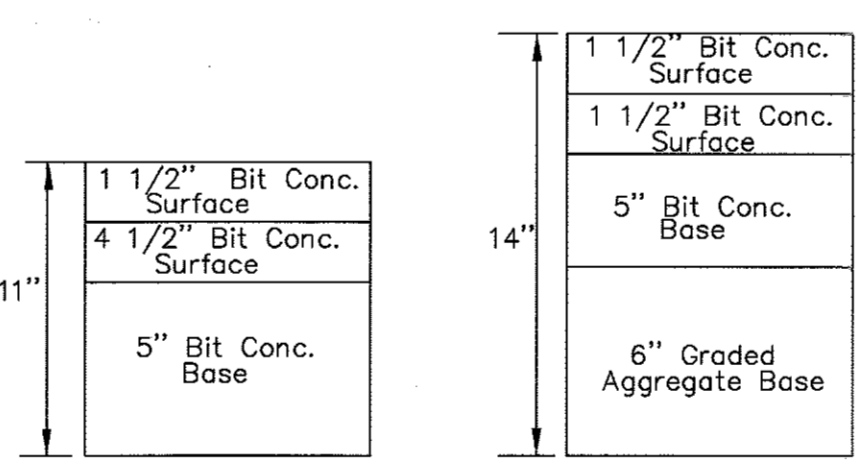 1 1/2" Bit Conc.
Surface
4 1/2" Bit Conc.
Surface
5" Bit Conc.
Base
11"
1 1/2" Bit Conc.
Surface
1 1/2" Bit Conc.
Surface
5" Bit Conc.
Base
6" Graded
Aggregate Base
14"